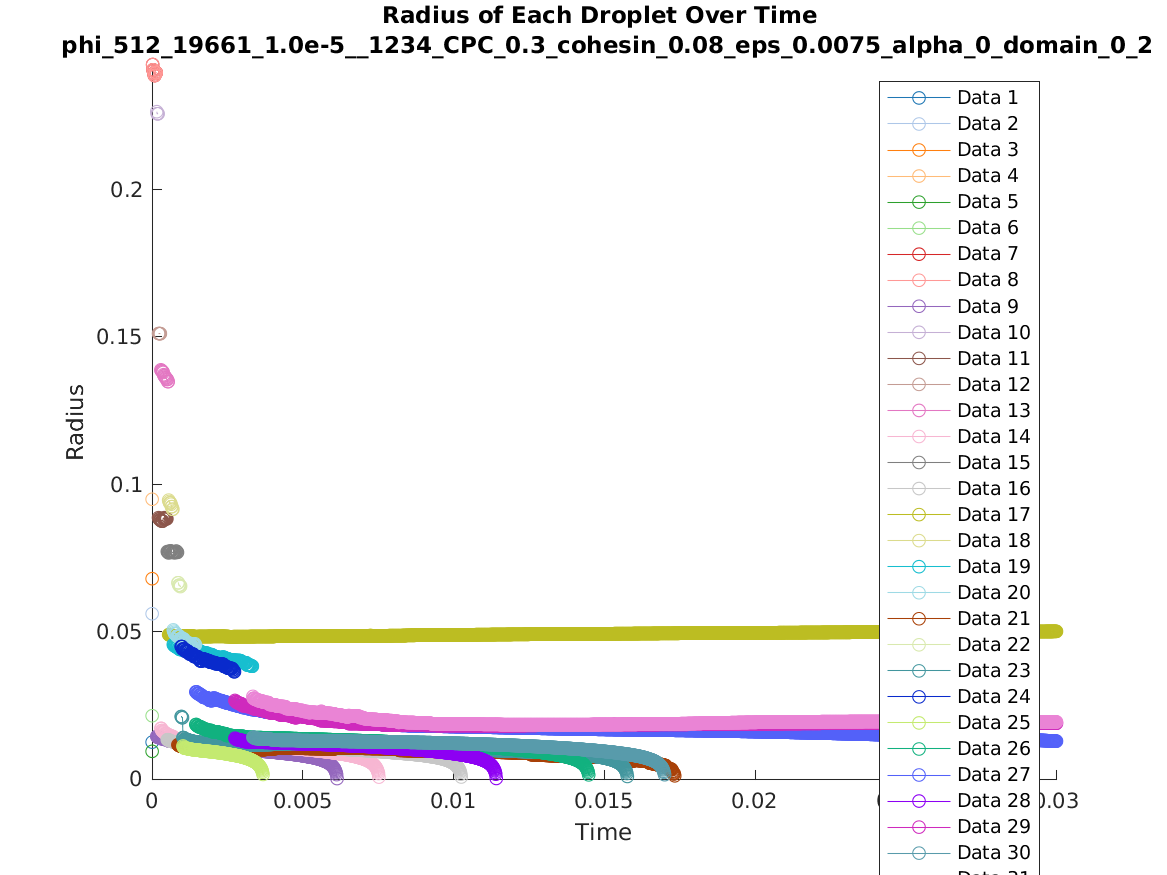 Radius of Each Droplet Over Time
phi_512_19661_1.0e-5__1234_CPC_0.3_cohesin_0.08_eps_0.0075_alpha_0_domain_0_2
Radius
0.2
0.15
0.1
0.05
0
0
0.005
0.01
0.015
0.02
0.03
Time
Data 1
Data 2
Data 3
Data 4
Data 5
Data 6
Data 7
Data 8
Data 9
Data 10
Data 11
Data 12
Data 13
Data 14
Data 15
Data 16
Data 17
Data 18
Data 19
Data 20
Data 21
Data 22
Data 23
Data 24
Data 25
Data 26
Data 27
Data 28
Data 29
Data 30